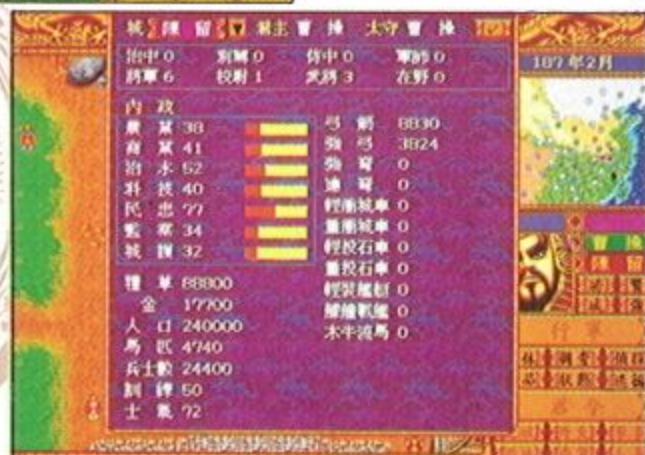 城 陳 留 ▼ 君主 曹 操 太守 曹 操
治中 0 別駕 0 侍中 0 軍師 0
將軍 6 校尉 1 武將 3 在野 0
187年2月
內 政
農 業 38
商 業 41
治 水 52
科 技 40
民 忠 77
監 察 34
城 護 32
弓 箭 8830
強 弓 3824
強 弩 0
連 弩 0
輕衝城車 0
重衝城車 0
輕投石車 0
重投石車 0
輕裝艦艇 0
艨艟戰艦 0
木牛流馬 0
糧 草 88800
金 17700
人 口 240000
馬 匹 4740
兵士數 24400
訓 練 50
士 氣 72
曹 操
陳 留
行 軍